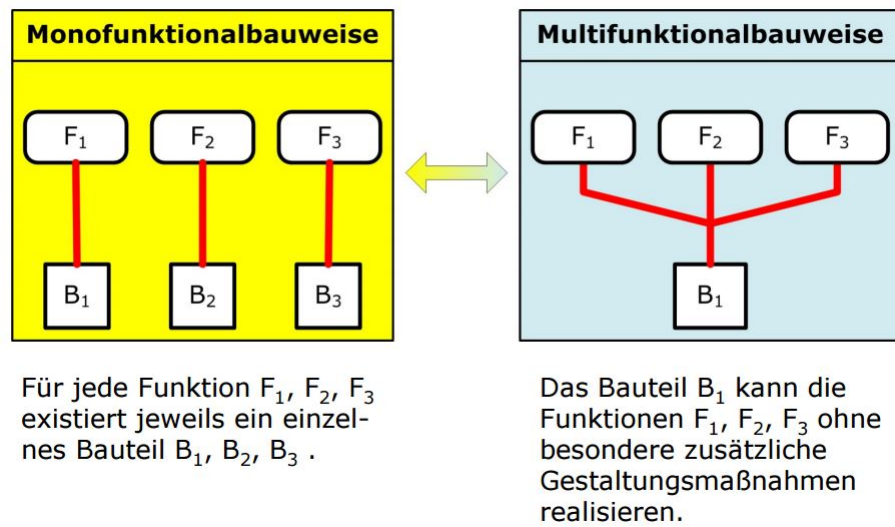 Monofunktionalbauweise
F₁ F₂ F₃
B₁ B₂ B₃
Für jede Funktion F₁, F₂, F₃
existiert jeweils ein einzel-
nes Bauteil B₁, B₂, B₃ .
Multifunktionalbauweise
F₁ F₂ F₃
B₁
Das Bauteil B₁ kann die
Funktionen F₁, F₂, F₃ ohne
besondere zusätzliche
Gestaltungsmaßnahmen
realisieren.